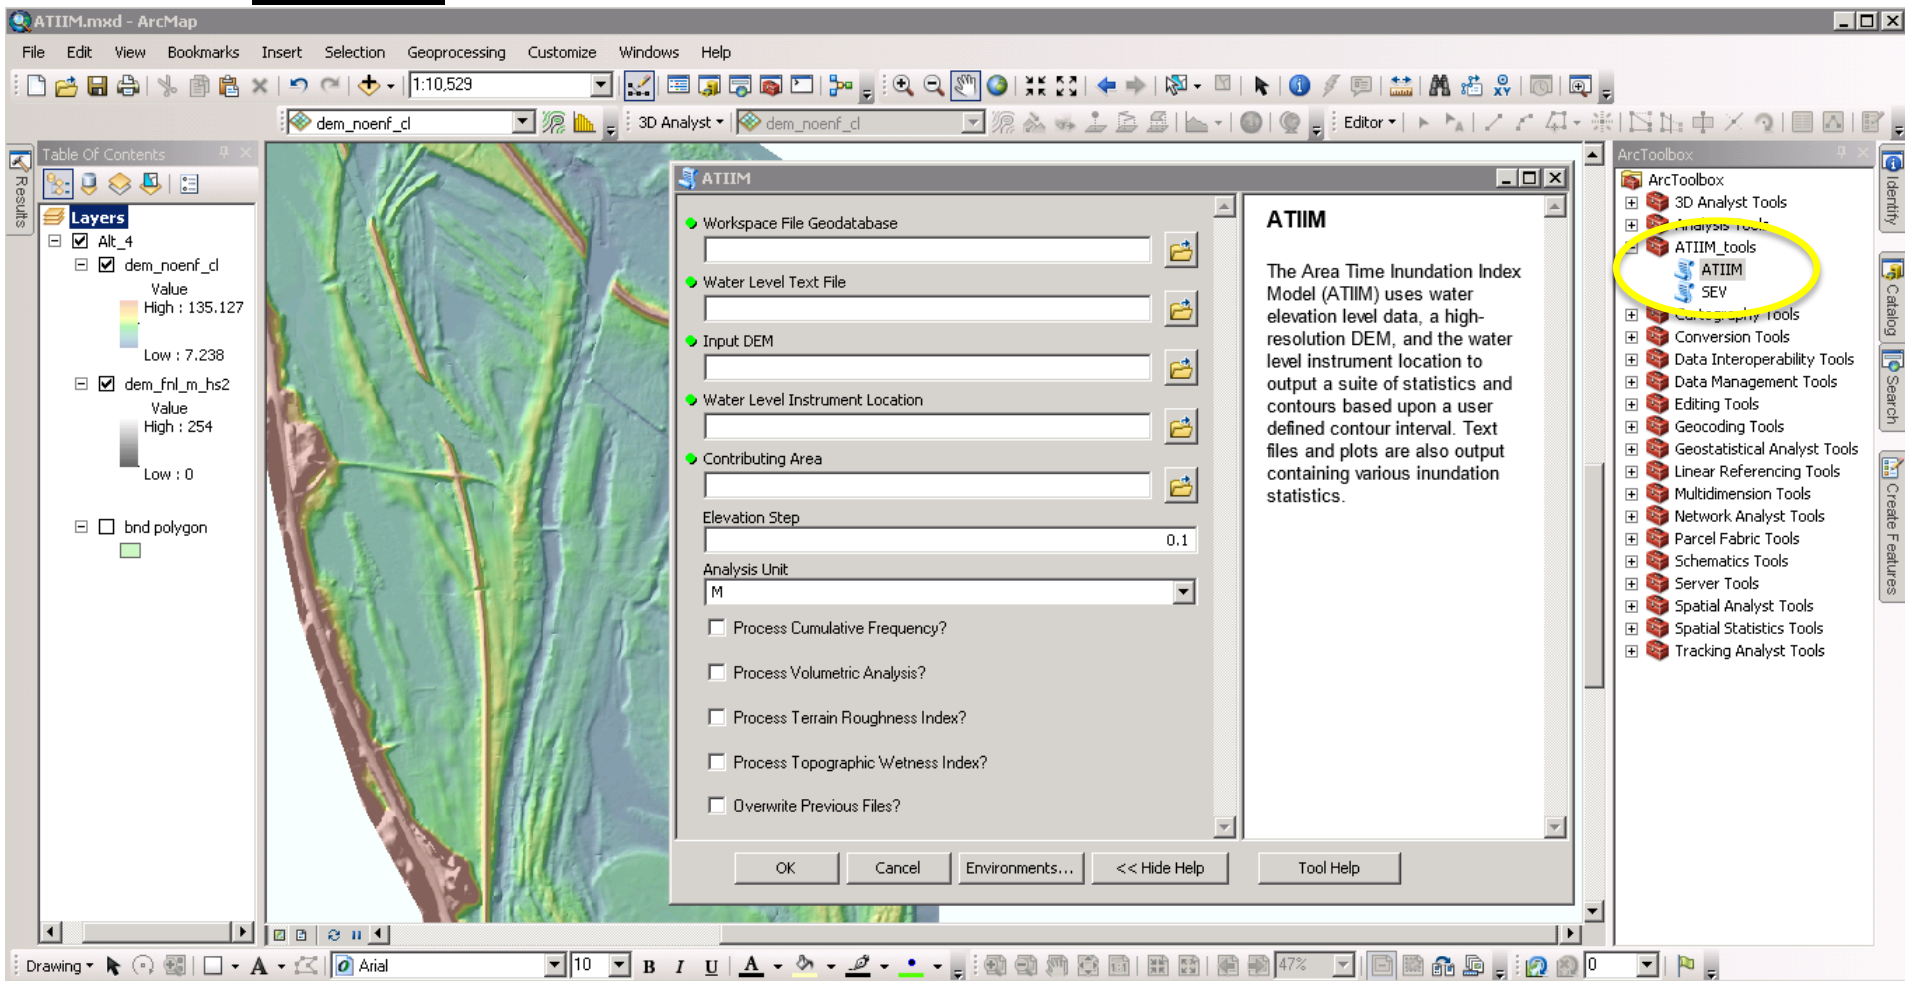 ATIIM.mxd - ArcMap
File Edit View Bookmarks Insert Selection Geoprocessing Customize Windows Help
1:10,529
dem_noenf_cl 3D Analyst dem_noenf_cl Editor
Results
Table Of Contents
Layers
Alt_4
dem_noenf_cl
Value
High : 135.127
Low : 7.238
dem_fnl_m_hs2
Value
High : 254
Low : 0
bnd polygon
ATIIM
Workspace File Geodatabase
Water Level Text File
Input DEM
Water Level Instrument Location
Contributing Area
Elevation Step
0.1
Analysis Unit
M
Process Cumulative Frequency?
Process Volumetric Analysis?
Process Terrain Roughness Index?
Process Topographic Wetness Index?
Overwrite Previous Files?
OK Cancel Environments... << Hide Help Tool Help
ATIIM
The Area Time Inundation Index
Model (ATIIM) uses water
elevation level data, a high-
resolution DEM, and the water
level instrument location to
output a suite of statistics and
contours based upon a user
defined contour interval. Text
files and plots are also output
containing various inundation
statistics.
ArcToolbox
ArcToolbox
3D Analyst Tools
Analysis Tools
ATIIM_tools
ATIIM
SEV
Cartography Tools
Conversion Tools
Data Interoperability Tools
Data Management Tools
Editing Tools
Geocoding Tools
Geostatistical Analyst Tools
Linear Referencing Tools
Multidimension Tools
Network Analyst Tools
Parcel Fabric Tools
Schematics Tools
Server Tools
Spatial Analyst Tools
Spatial Statistics Tools
Tracking Analyst Tools
Identify
Catalog
Search
Create Features
Drawing A Arial 10 B I U A 47% 0